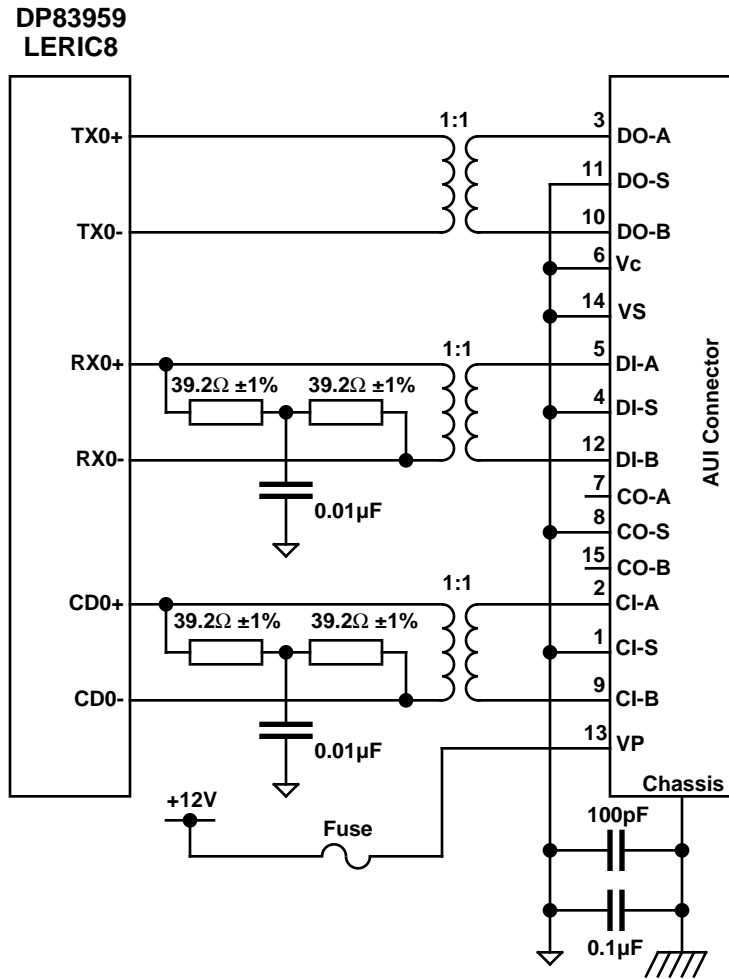 DP83959
LERIC8
TX0+
1:1
3
DO-A
11
DO-S
TX0-
10
DO-B
6
Vc
14
VS
RX0+
1:1
5
DI-A
39.2Ω ±1%
39.2Ω ±1%
4
DI-S
RX0-
12
DI-B
7
CO-A
0.01µF
8
CO-S
15
CO-B
AUI Connector
CD0+
1:1
2
CI-A
39.2Ω ±1%
39.2Ω ±1%
1
CI-S
CD0-
9
CI-B
13
VP
0.01µF
Chassis
+12V
Fuse
100pF
0.1µF